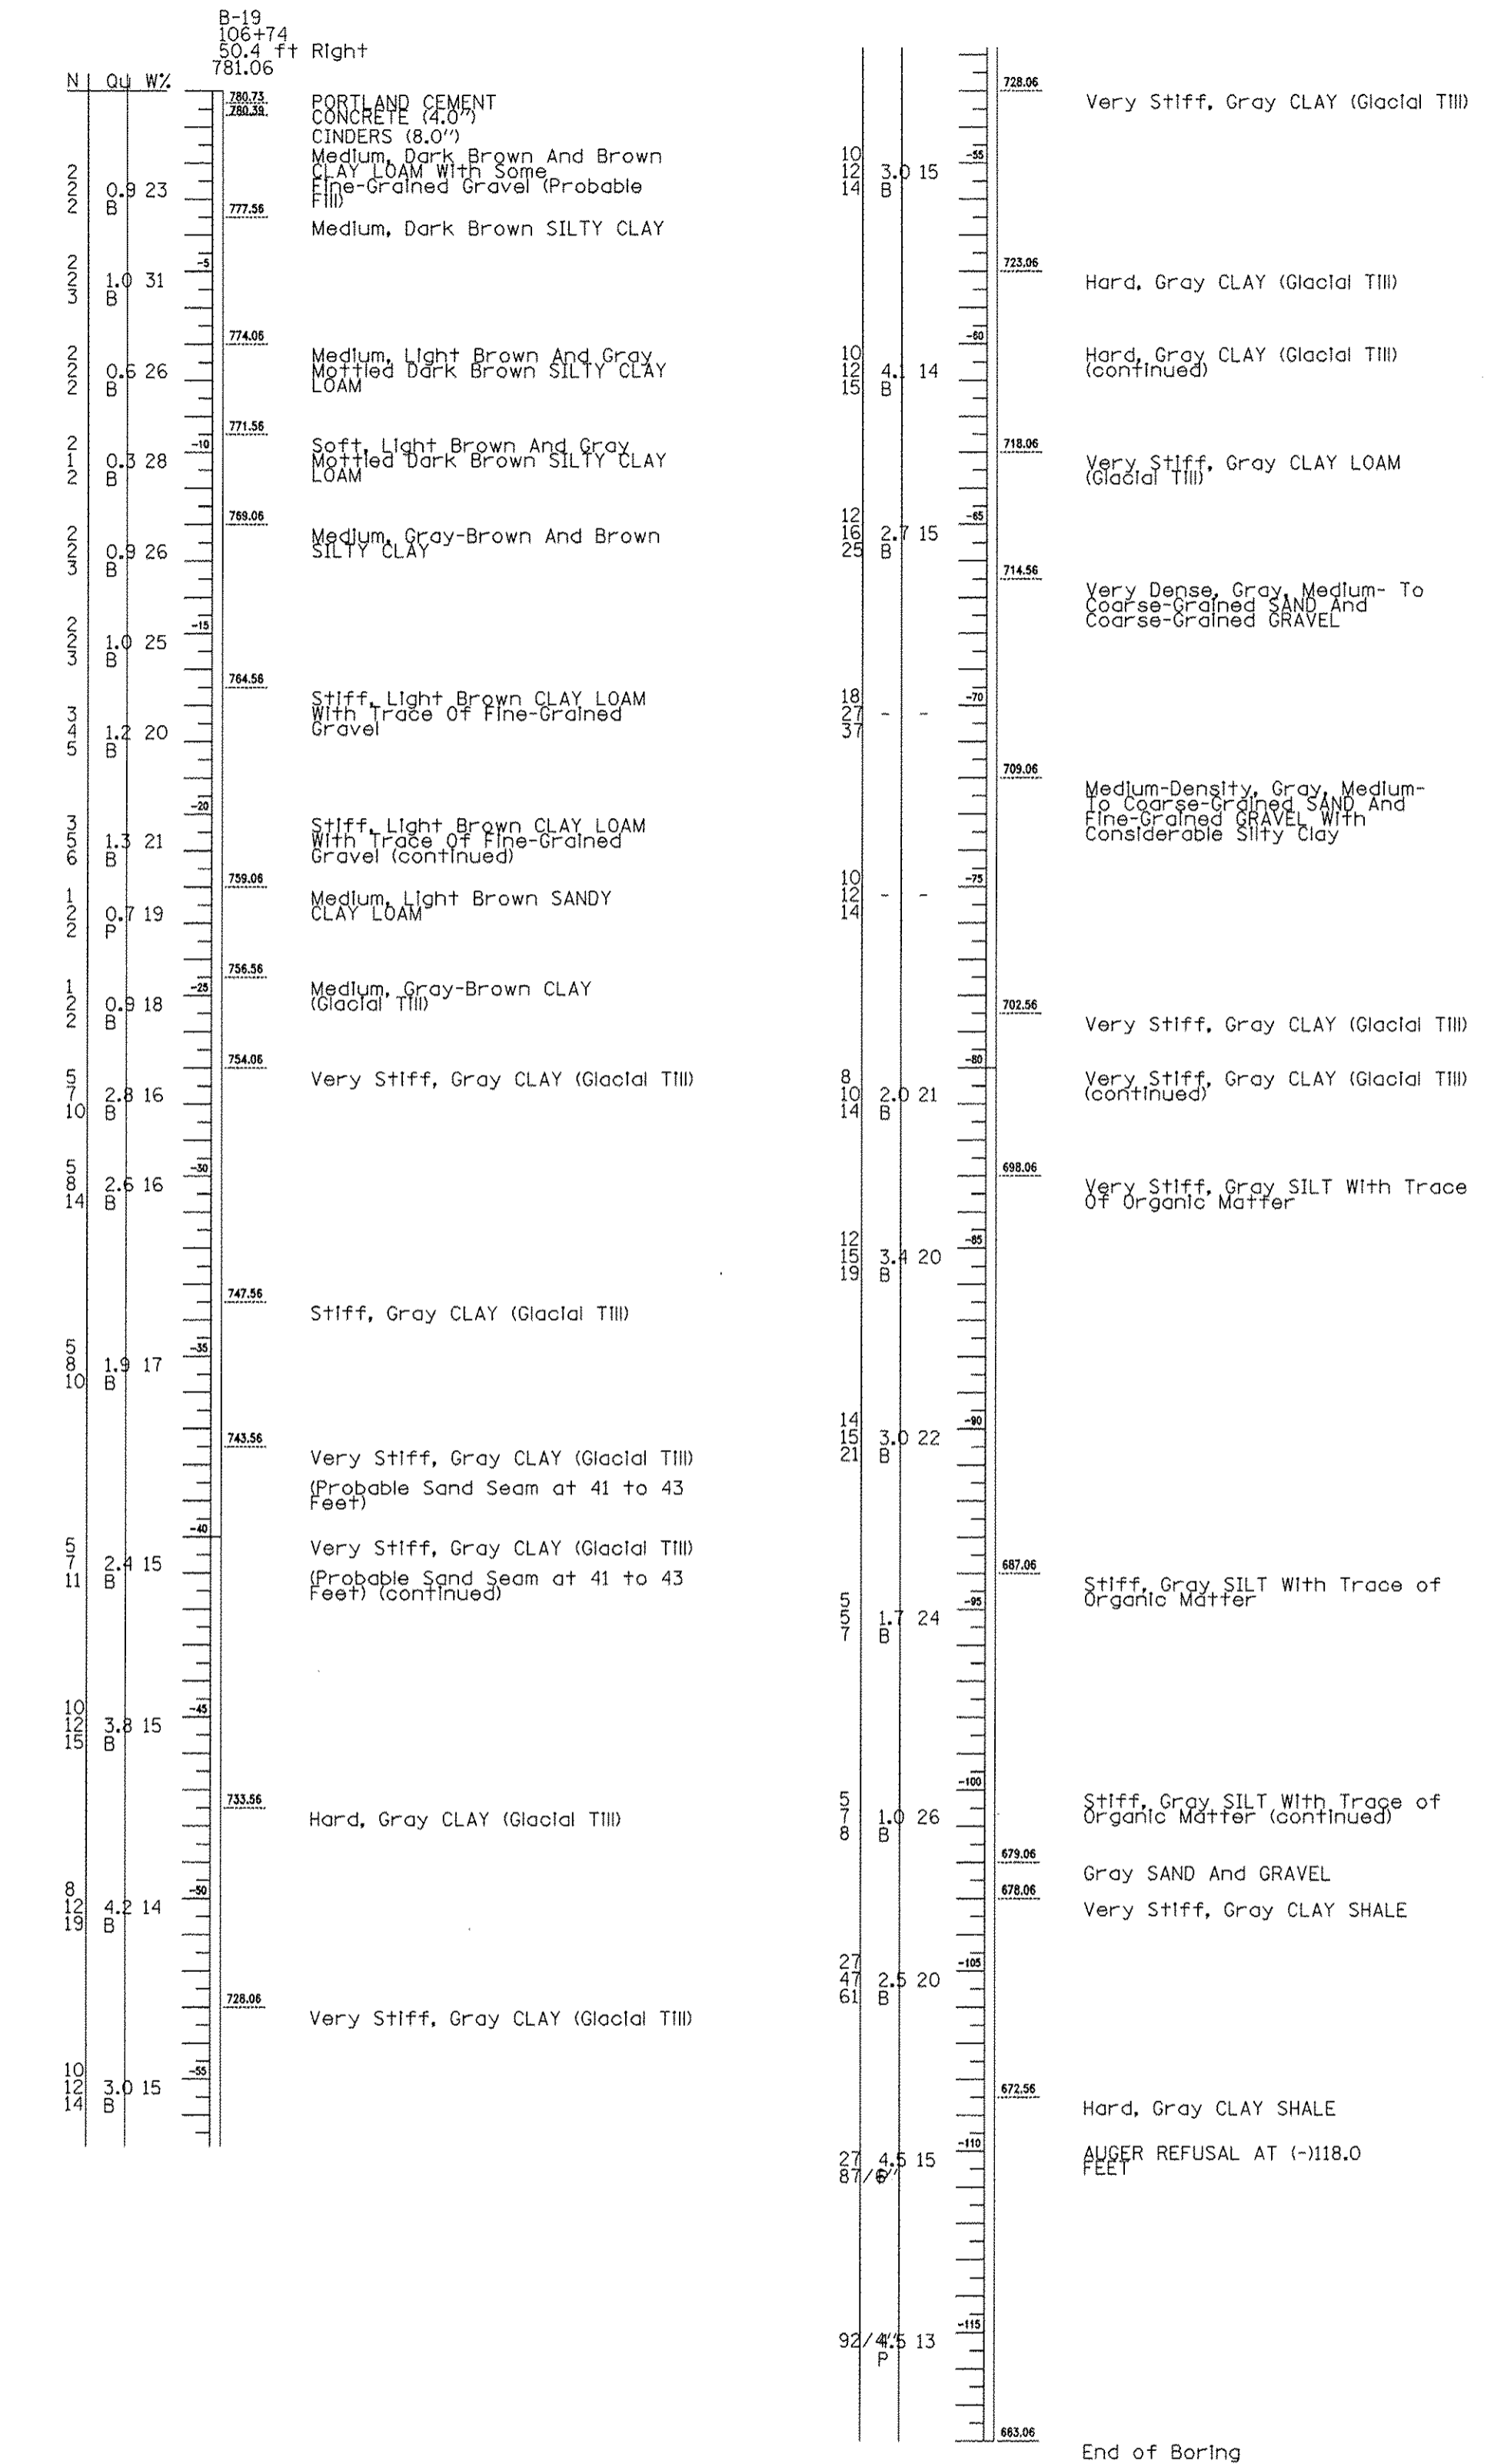 B-19
106+74
50.4 ft Right
781.06
N Qu W%
780.73
PORTLAND CEMENT
780.39
CONCRETE (4.0")
CINDERS (8.0")
Medium, Dark Brown And Brown
2
CLAY LOAM With Some
2 0.9 23
Fine-Grained Gravel (Probable
2 B
Fill)
777.56
Medium, Dark Brown SILTY CLAY
2 -5
2 1.0 31
3 B
774.06
2
Medium, Light Brown And Gray
2 0.6 26
Mottled Dark Brown SILTY CLAY
2 B
LOAM
771.56
2 -10
Soft, Light Brown And Gray
1 0.3 28
Mottled Dark Brown SILTY CLAY
2 B
LOAM
769.06
2
Medium, Gray-Brown And Brown
2 0.9 26
SILTY CLAY
3 B
2 -15
2 1.0 25
3 B
764.56
Stiff, Light Brown CLAY LOAM
3
With Trace Of Fine-Grained
4 1.2 20
Gravel
5 B
-20
3
Stiff, Light Brown CLAY LOAM
5 1.3 21
With Trace Of Fine-Grained
6 B
Gravel (continued)
759.06
1
Medium, Light Brown SANDY
2 0.7 19
CLAY LOAM
2 P
756.56
1 -25
Medium, Gray-Brown CLAY
2 0.9 18
(Glacial Till)
2 B
754.06
5
Very Stiff, Gray CLAY (Glacial Till)
7 2.8 16
10 B
5 -30
8 2.6 16
14 B
747.56
Stiff, Gray CLAY (Glacial Till)
5 -35
8 1.9 17
10 B
743.56
Very Stiff, Gray CLAY (Glacial Till)
(Probable Sand Seam at 41 to 43
Feet)
-40
5
Very Stiff, Gray CLAY (Glacial Till)
7 2.4 15
11 B
(Probable Sand Seam at 41 to 43
Feet) (continued)
10 -45
12 3.8 15
15 B
733.56
Hard, Gray CLAY (Glacial Till)
8 -50
12 4.2 14
19 B
728.06
Very Stiff, Gray CLAY (Glacial Till)
10 -55
12 3.0 15
14 B
728.06
Very Stiff, Gray CLAY (Glacial Till)
10 -55
12 3.0 15
14 B
723.06
Hard, Gray CLAY (Glacial Till)
-60
10
Hard, Gray CLAY (Glacial Till)
12 4.1 14
(continued)
15 B
718.06
Very Stiff, Gray CLAY LOAM
(Glacial Till)
12 -65
16 2.7 15
25 B
714.56
Very Dense, Gray, Medium- To
Coarse-Grained SAND And
Coarse-Grained GRAVEL
18 -70
27 - -
37
709.06
Medium-Density, Gray, Medium-
To Coarse-Grained SAND And
Fine-Grained GRAVEL With
Considerable Silty Clay
10 -75
12 - -
14
702.56
Very Stiff, Gray CLAY (Glacial Till)
-80
8
Very Stiff, Gray CLAY (Glacial Till)
10 2.0 21
(continued)
14 B
698.06
Very Stiff, Gray SILT With Trace
Of Organic Matter
12 -85
15 3.4 20
19 B
14 -90
15 3.0 22
21 B
687.06
Stiff, Gray SILT With Trace of
5 -95
Organic Matter
5 1.7 24
7 B
-100
5
Stiff, Gray SILT With Trace of
7 1.0 26
Organic Matter (continued)
8 B
679.06
Gray SAND And GRAVEL
678.06
Very Stiff, Gray CLAY SHALE
27 -105
47 2.5 20
61 B
672.56
Hard, Gray CLAY SHALE
-110
27 4.5 15
AUGER REFUSAL AT (-)118.0
87/6"
FEET
-115
92/4" 4.5 13
P
663.06
End of Boring